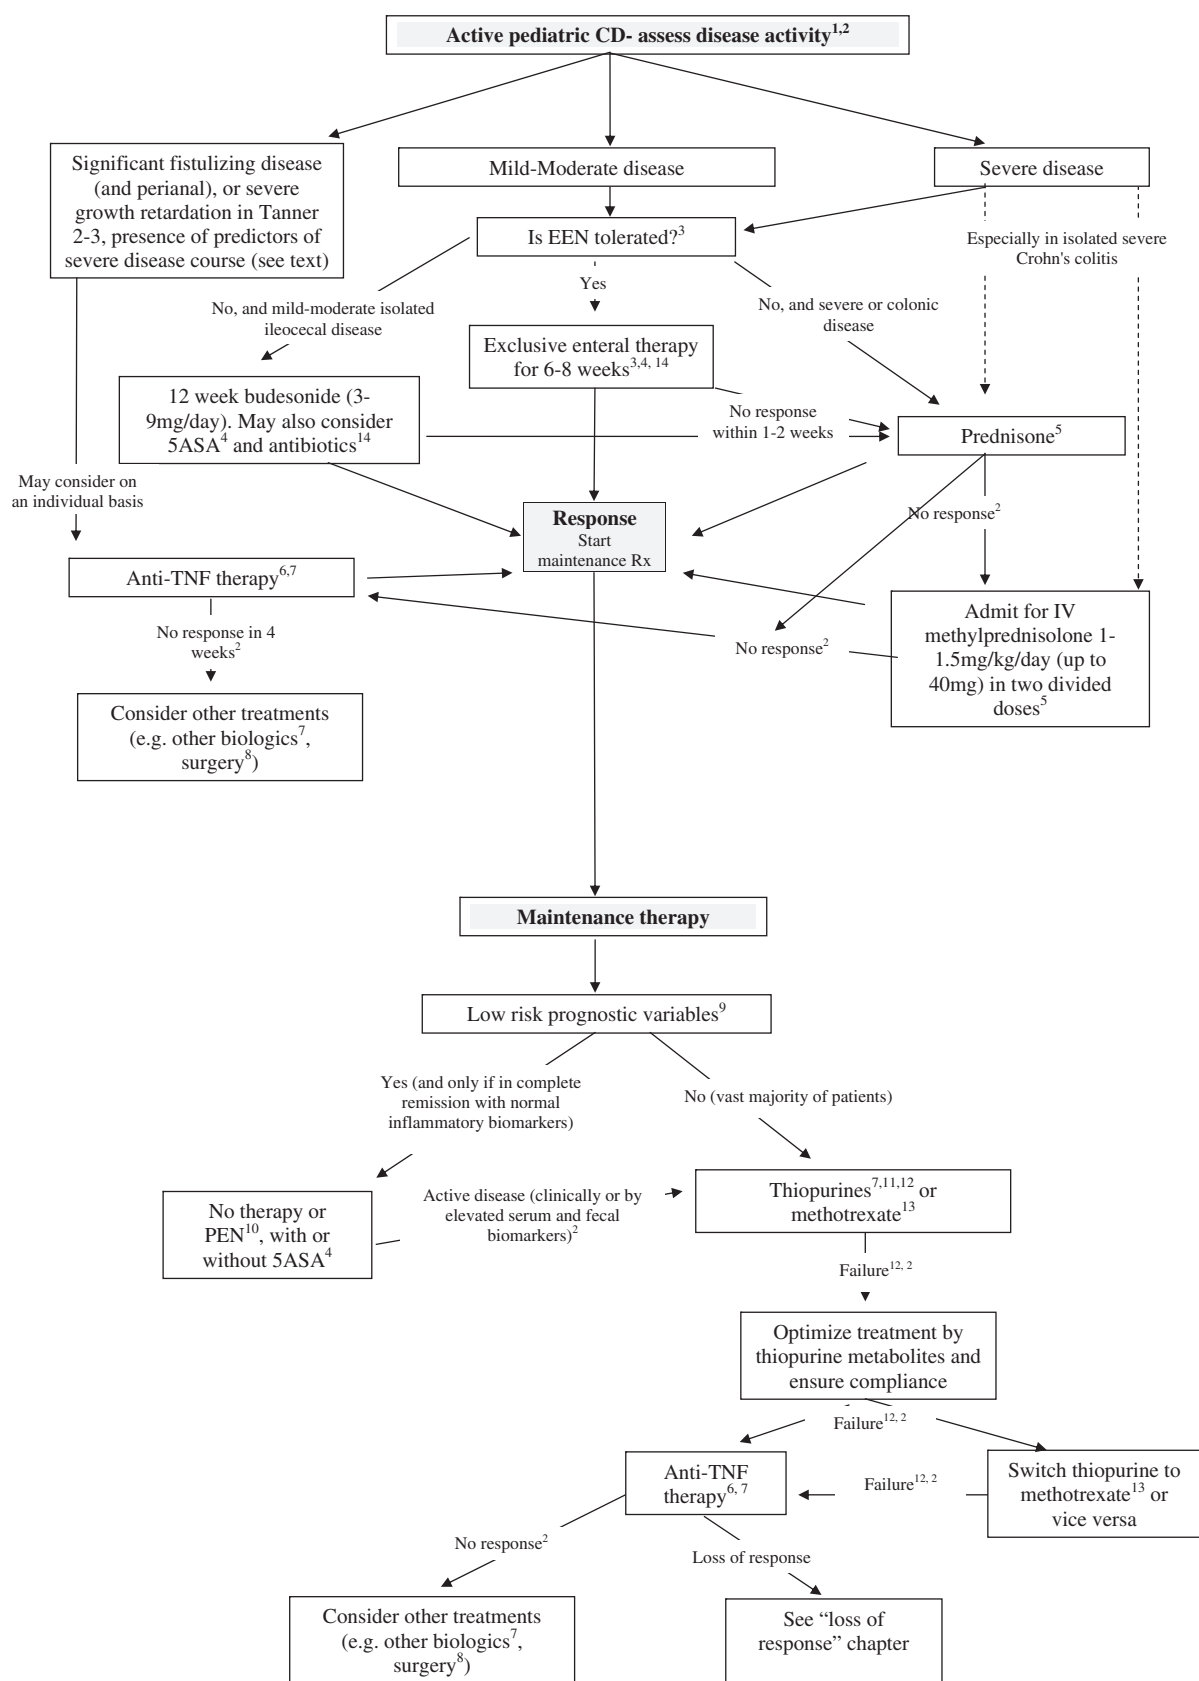 Active pediatric CD- assess disease activity1,2
Significant fistulizing disease
(and perianal), or severe
growth retardation in Tanner
2-3, presence of predictors of
severe disease course (see text)
Mild-Moderate disease
Severe disease
Is EEN tolerated?3
Especially in isolated severe
Crohn's colitis
Yes
No, and mild-moderate isolated
ileocecal disease
No, and severe or colonic
disease
Exclusive enteral therapy
for 6-8 weeks3,4, 14
12 week budesonide (3-
9mg/day). May also consider
5ASA4 and antibiotics14
No response
within 1-2 weeks
Prednisone5
May consider on
an individual basis
Response
Start
maintenance Rx
No response2
Anti-TNF therapy6,7
No response in 4
weeks2
No response2
Admit for IV
methylprednisolone 1-
1.5mg/kg/day (up to
40mg) in two divided
doses5
Consider other treatments
(e.g. other biologics7,
surgery8)
Maintenance therapy
Low risk prognostic variables9
Yes (and only if in complete
remission with normal
inflammatory biomarkers)
No (vast majority of patients)
No therapy or
PEN10, with or
without 5ASA4
Active disease (clinically or by
elevated serum and fecal
biomarkers)2
Thiopurines7,11,12 or
methotrexate13
Failure12, 2
Optimize treatment by
thiopurine metabolites and
ensure compliance
Failure12, 2
Anti-TNF
therapy6, 7
Failure12, 2
Switch thiopurine to
methotrexate13 or
vice versa
No response2
Loss of response
Consider other treatments
(e.g. other biologics7,
surgery8)
See “loss of
response” chapter